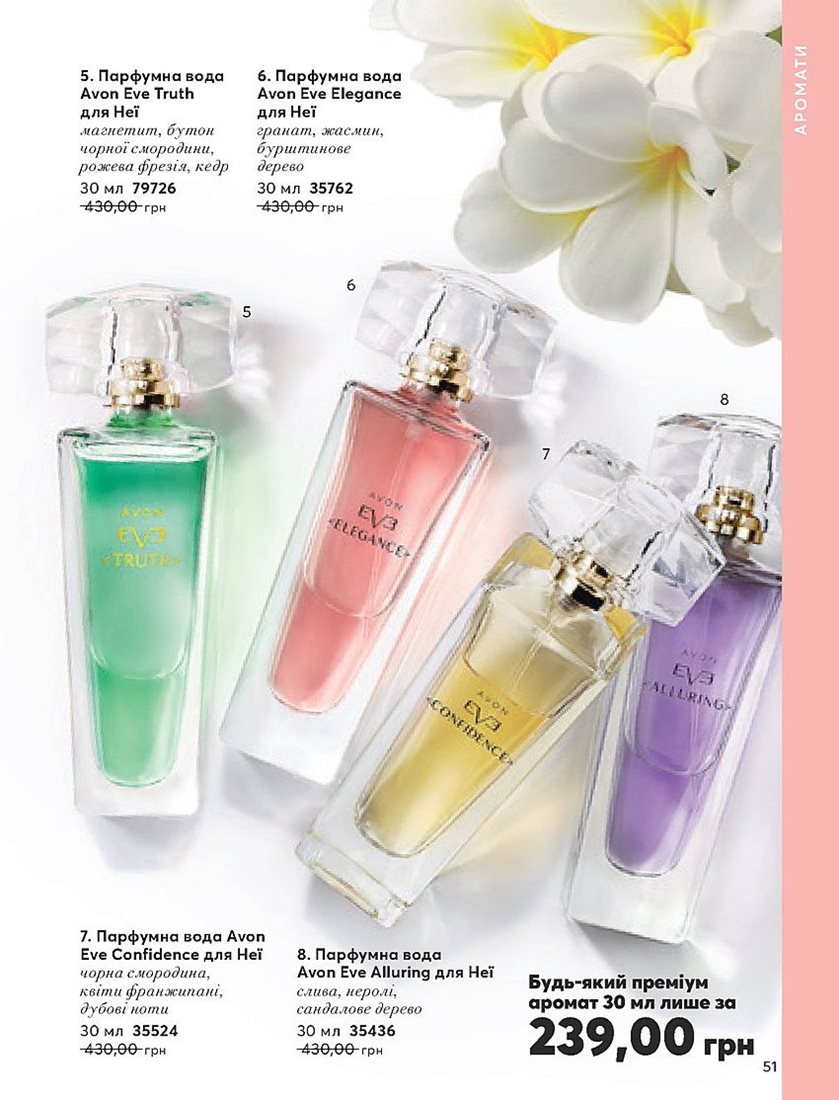 АРОМАТИ
5. Парфумна вода
Avon Eve Truth
для Неї
магнетит, бутон
чорної смородини,
рожева фрезія, кедр
30 мл 79726
430,00 грн
6. Парфумна вода
Avon Eve Elegance
для Неї
гранат, жасмин,
бурштинове
дерево
30 мл 35762
430,00 грн
5
6
7
8
AVON
EVE
<TRUTH>
AVON
EVE
<ELEGANCE>
AVON
EVE
<CONFIDENCE>
AVON
EVE
<ALLURING>
7. Парфумна вода Avon
Eve Confidence для Неї
чорна смородина,
квіти франжипані,
дубові ноти
30 мл 35524
430,00 грн
8. Парфумна вода
Avon Eve Alluring для Неї
слива, неролі,
сандалове дерево
30 мл 35436
430,00 грн
Будь-який преміум
аромат 30 мл лише за
239,00 грн
51